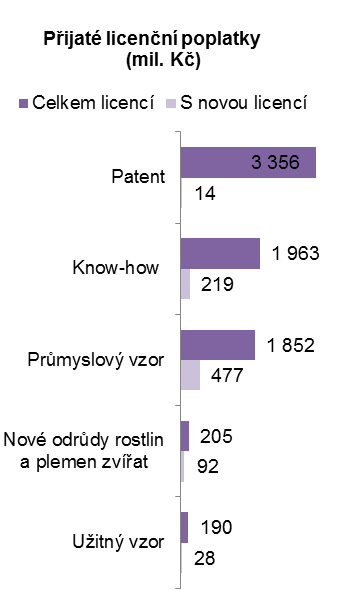 Přijaté licenční poplatky
(mil. Kč)
Celkem licencí S novou licencí
Patent
3 356
14
Know-how
1 963
219
Průmyslový vzor
1 852
477
Nové odrůdy rostlin
a plemen zvířat
205
92
Užitný vzor
190
28